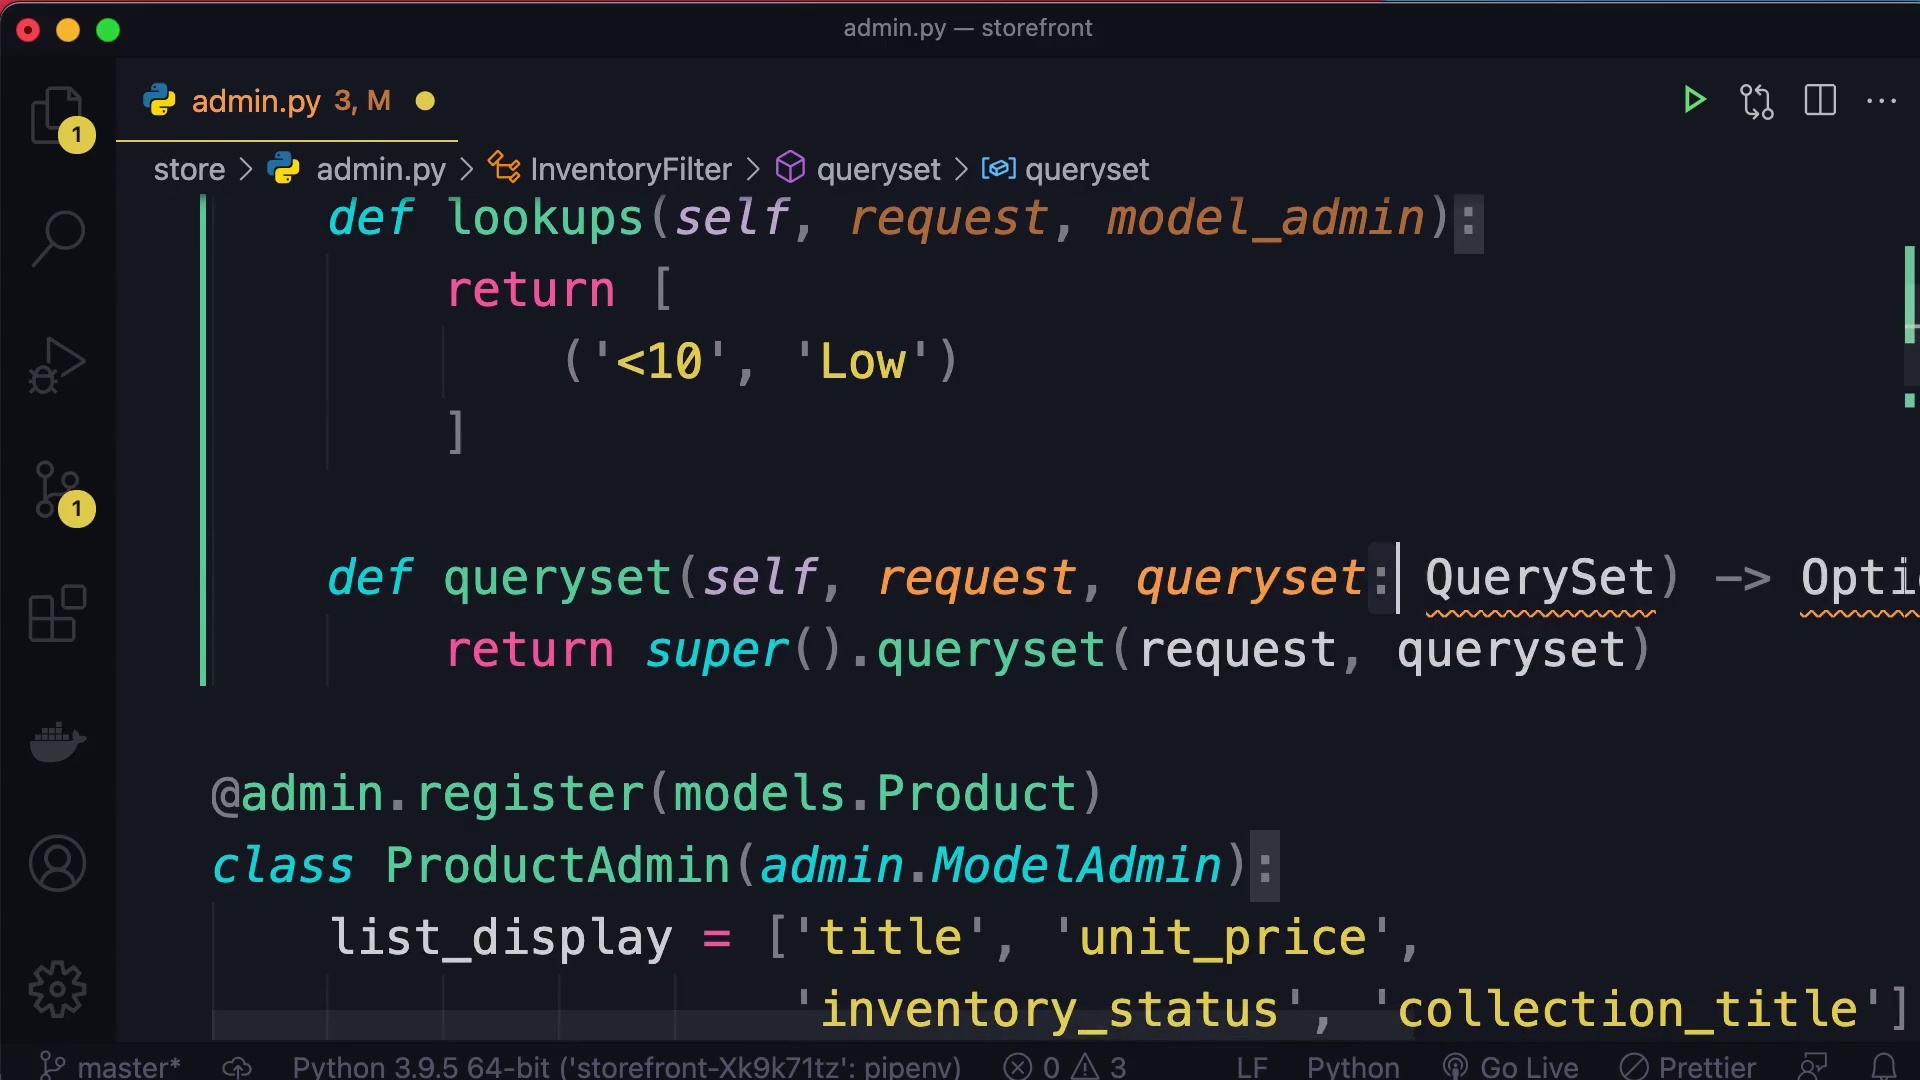 admin.py — storefront
admin.py 3, M
1
store > admin.py > InventoryFilter > queryset > queryset
def lookups(self, request, model_admin):
return [
('<10', 'Low')
]
1
def queryset(self, request, queryset: QuerySet) -> Opti
return super().queryset(request, queryset)
@admin.register(models.Product)
class ProductAdmin(admin.ModelAdmin):
list_display = ['title', 'unit_price',
'inventory_status', 'collection_title']
master* Python 3.9.5 64-bit ('storefront-Xk9k71tz': pipenv) 0 3 LF Python Go Live Prettier